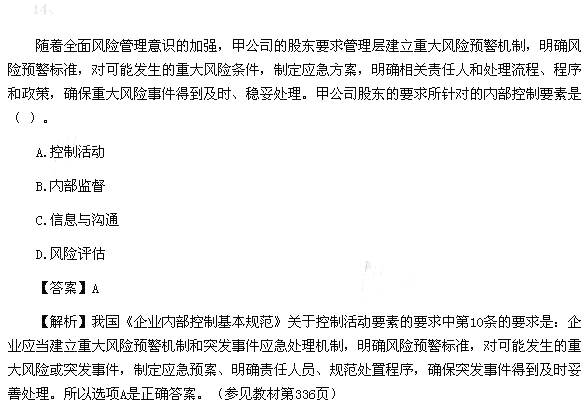 14、
随着全面风险管理意识的加强，甲公司的股东要求管理层建立重大风险预警机制，明确风
险预警标准，对可能发生的重大风险条件，制定应急方案，明确相关责任人和处理流程、程序
和政策，确保重大风险事件得到及时、稳妥处理。甲公司股东的要求所针对的内部控制要素是
（ ）。
A.控制活动
B.内部监督
C.信息与沟通
D.风险评估
【答案】A
【解析】我国《企业内部控制基本规范》关于控制活动要素的要求中第10条的要求是：企
业应当建立重大风险预警机制和突发事件应急处理机制，明确风险预警标准，对可能发生的重
大风险或突发事件，制定应急预案、明确责任人员、规范处置程序，确保突发事件得到及时妥
善处理。所以选项A是正确答案。（参见教材第336页）